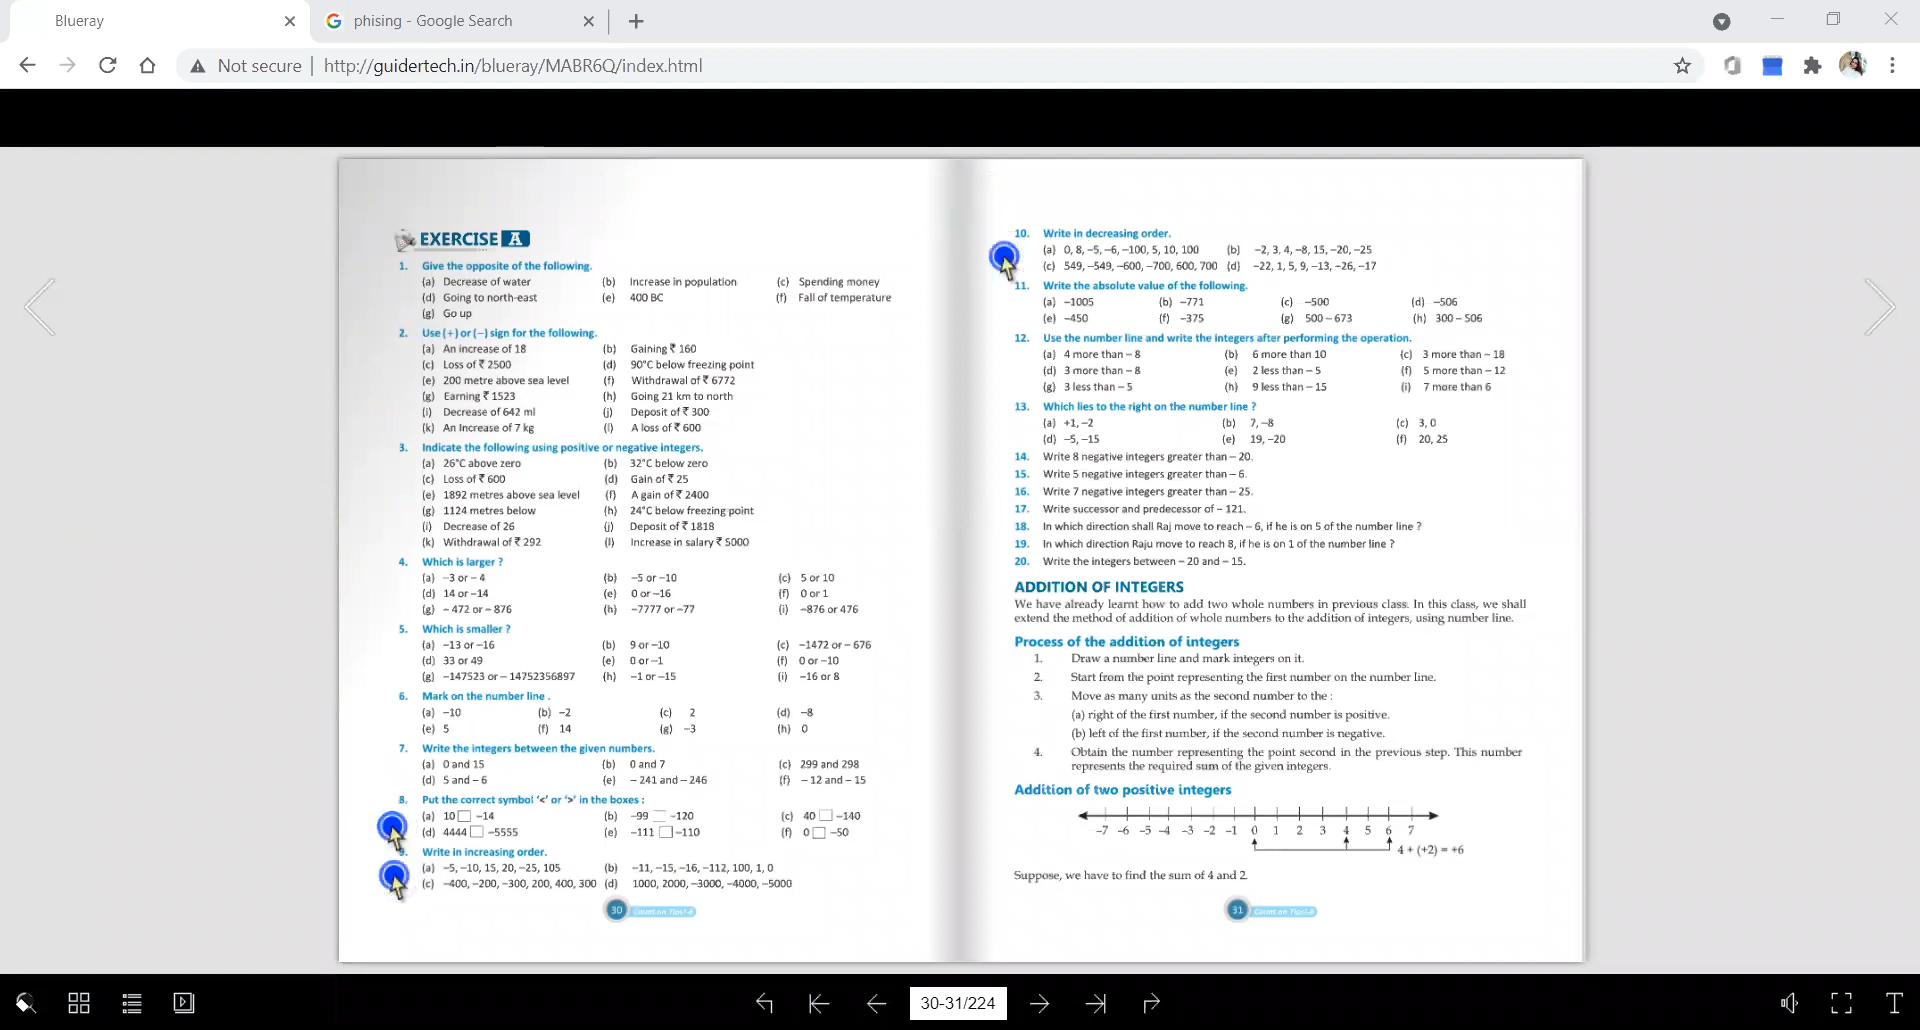 Blueray
phising - Google Search
Not secure | http://guidertech.in/blueray/MABR6Q/index.html
EXERCISE A
1. Give the opposite of the following.
(a) Decrease of water (b) Increase in population (c) Spending money
(d) Going to north-east (e) 400 BC (f) Fall of temperature
(g) Go up
2. Use (+) or (−) sign for the following.
(a) An increase of 18 (b) Gaining ₹ 160
(c) Loss of ₹ 2500 (d) 90°C below freezing point
(e) 200 metre above sea level (f) Withdrawal of ₹ 6772
(g) Earning ₹ 1523 (h) Going 21 km to north
(i) Decrease of 642 ml (j) Deposit of ₹ 300
(k) An Increase of 7 kg (l) A loss of ₹ 600
3. Indicate the following using positive or negative integers.
(a) 26°C above zero (b) 32°C below zero
(c) Loss of ₹ 600 (d) Gain of ₹ 25
(e) 1892 metres above sea level (f) A gain of ₹ 2400
(g) 1124 metres below (h) 24°C below freezing point
(i) Decrease of 26 (j) Deposit of ₹ 1818
(k) Withdrawal of ₹ 292 (l) Increase in salary ₹ 5000
4. Which is larger ?
(a) −3 or − 4 (b) −5 or −10 (c) 5 or 10
(d) 14 or −14 (e) 0 or −16 (f) 0 or 1
(g) − 472 or − 876 (h) −7777 or −77 (i) −876 or 476
5. Which is smaller ?
(a) −13 or −16 (b) 9 or −10 (c) −1472 or − 676
(d) 33 or 49 (e) 0 or −1 (f) 0 or −10
(g) −147523 or − 14752356897 (h) −1 or −15 (i) −16 or 8
6. Mark on the number line .
(a) −10 (b) −2 (c) 2 (d) −8
(e) 5 (f) 14 (g) −3 (h) 0
7. Write the integers between the given numbers.
(a) 0 and 15 (b) 0 and 7 (c) 299 and 298
(d) 5 and − 6 (e) − 241 and − 246 (f) − 12 and − 15
8. Put the correct symbol '<' or '>' in the boxes :
(a) 10 □ −14 (b) −99 □ −120 (c) 40 □ −140
(d) 4444 □ −5555 (e) −111 □ −110 (f) 0 □ −50
9. Write in increasing order.
(a) −5, −10, 15, 20, −25, 105 (b) −11, −15, −16, −112, 100, 1, 0
(c) −400, −200, −300, 200, 400, 300 (d) 1000, 2000, −3000, −4000, −5000
30 Count on Tips!-6
10. Write in decreasing order.
(a) 0, 8, −5, −6, −100, 5, 10, 100 (b) −2, 3, 4, −8, 15, −20, −25
(c) 549, −549, −600, −700, 600, 700 (d) −22, 1, 5, 9, −13, −26, −17
11. Write the absolute value of the following.
(a) −1005 (b) −771 (c) −500 (d) −506
(e) −450 (f) −375 (g) 500 − 673 (h) 300 − 506
12. Use the number line and write the integers after performing the operation.
(a) 4 more than − 8 (b) 6 more than 10 (c) 3 more than − 18
(d) 3 more than − 8 (e) 2 less than − 5 (f) 5 more than − 12
(g) 3 less than − 5 (h) 9 less than − 15 (i) 7 more than 6
13. Which lies to the right on the number line ?
(a) +1, −2 (b) 7, −8 (c) 3, 0
(d) −5, −15 (e) 19, −20 (f) 20, 25
14. Write 8 negative integers greater than − 20.
15. Write 5 negative integers greater than − 6.
16. Write 7 negative integers greater than − 25.
17. Write successor and predecessor of − 121.
18. In which direction shall Raj move to reach − 6, if he is on 5 of the number line ?
19. In which direction Raju move to reach 8, if he is on 1 of the number line ?
20. Write the integers between − 20 and − 15.
ADDITION OF INTEGERS
We have already learnt how to add two whole numbers in previous class. In this class, we shall
extend the method of addition of whole numbers to the addition of integers, using number line.
Process of the addition of integers
1. Draw a number line and mark integers on it.
2. Start from the point representing the first number on the number line.
3. Move as many units as the second number to the :
(a) right of the first number, if the second number is positive.
(b) left of the first number, if the second number is negative.
4. Obtain the number representing the point second in the previous step. This number
represents the required sum of the given integers.
Addition of two positive integers
−7 −6 −5 −4 −3 −2 −1 0 1 2 3 4 5 6 7
4 + (+2) = +6
Suppose, we have to find the sum of 4 and 2.
31 Count on Tips!-6
30-31/224